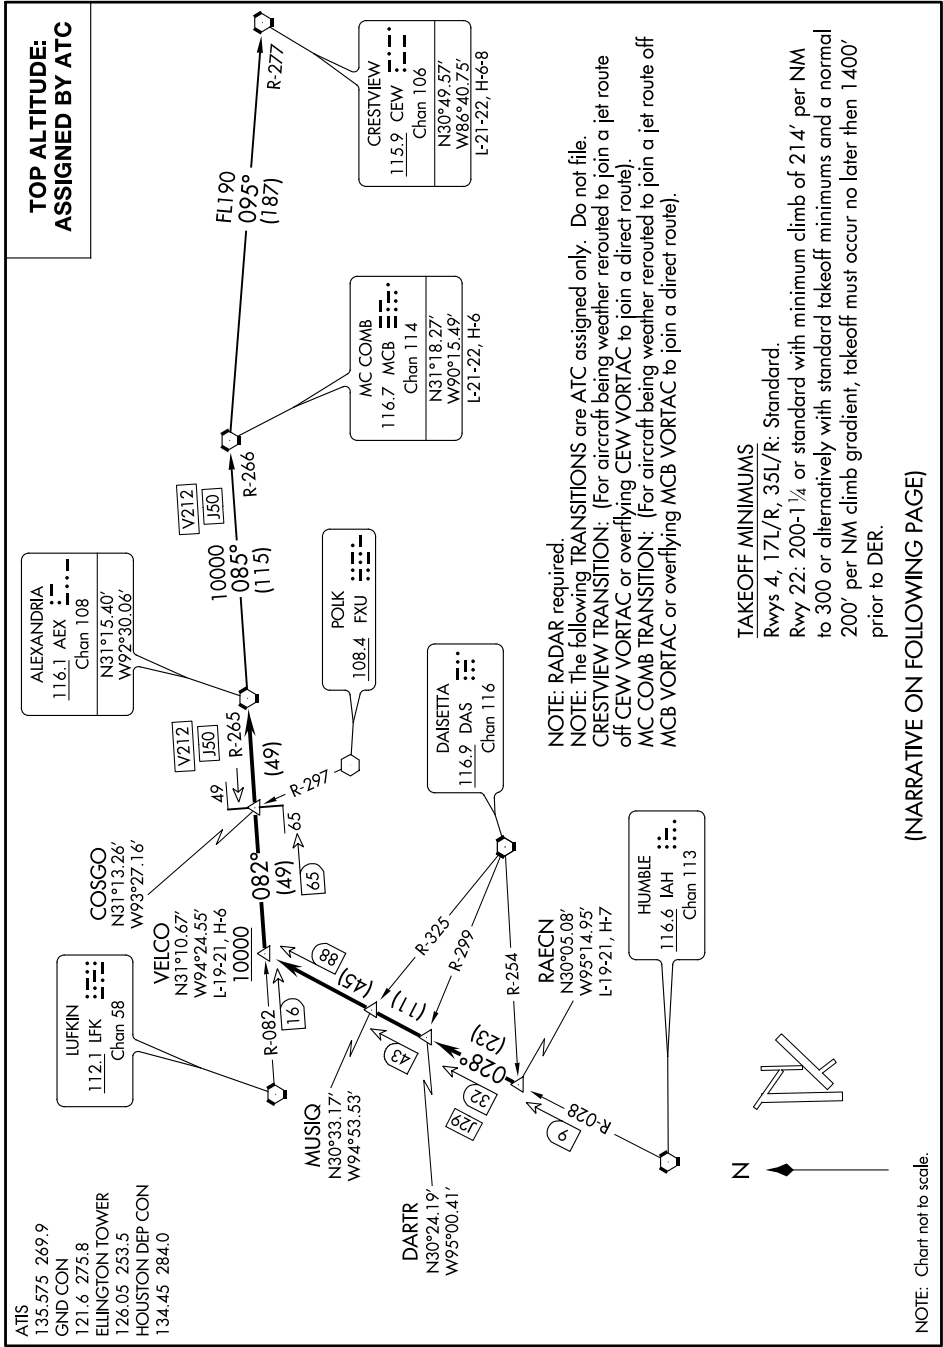 TOP ALTITUDE:
ASSIGNED BY ATC
ATIS
135.575 269.9
GND CON
121.6 275.8
ELLINGTON TOWER
126.05 253.5
HOUSTON DEP CON
134.45 284.0
LUFKIN
112.1 LFK
Chan 58
ALEXANDRIA
116.1 AEX
Chan 108
N31°15.40'
W92°30.06'
CRESTVIEW
115.9 CEW
Chan 106
N30°49.57'
W86°40.75'
L-21-22, H-6-8
MC COMB
116.7 MCB
Chan 114
N31°18.27'
W90°15.49'
L-21-22, H-6
POLK
108.4 FXU
DAISETTA
116.9 DAS
Chan 116
HUMBLE
116.6 IAH
Chan 113
COSGO
N31°13.26'
W93°27.16'
VELCO
N31°10.67'
W94°24.55'
L-19-21, H-6
10000
MUSIQ
N30°33.17'
W94°53.53'
DARTR
N30°24.19'
W95°00.41'
RAECN
N30°05.08'
W95°14.95'
L-19-21, H-7
R-028
9
028°
(23)
32
J29
R-254
R-299
R-325
(11)
43
(45)
88
R-082
16
082°
(49)
65
65
49
R-297
(49)
R-265
V212
J50
10000
085°
(115)
V212
J50
R-266
FL190
095°
(187)
R-277
NOTE: RADAR required.
NOTE: The following TRANSITIONS are ATC assigned only. Do not file.
CRESTVIEW TRANSITION: (For aircraft being weather rerouted to join a jet route
off CEW VORTAC or overflying CEW VORTAC to join a direct route).
MC COMB TRANSITION: (For aircraft being weather rerouted to join a jet route off
MCB VORTAC or overflying MCB VORTAC to join a direct route).
TAKEOFF MINIMUMS
Rwys 4, 17L/R, 35L/R: Standard.
Rwy 22: 200-1¼ or standard with minimum climb of 214' per NM
to 300 or alternatively with standard takeoff minimums and a normal
200' per NM climb gradient, takeoff must occur no later then 1400'
prior to DER.
N
(NARRATIVE ON FOLLOWING PAGE)
NOTE: Chart not to scale.